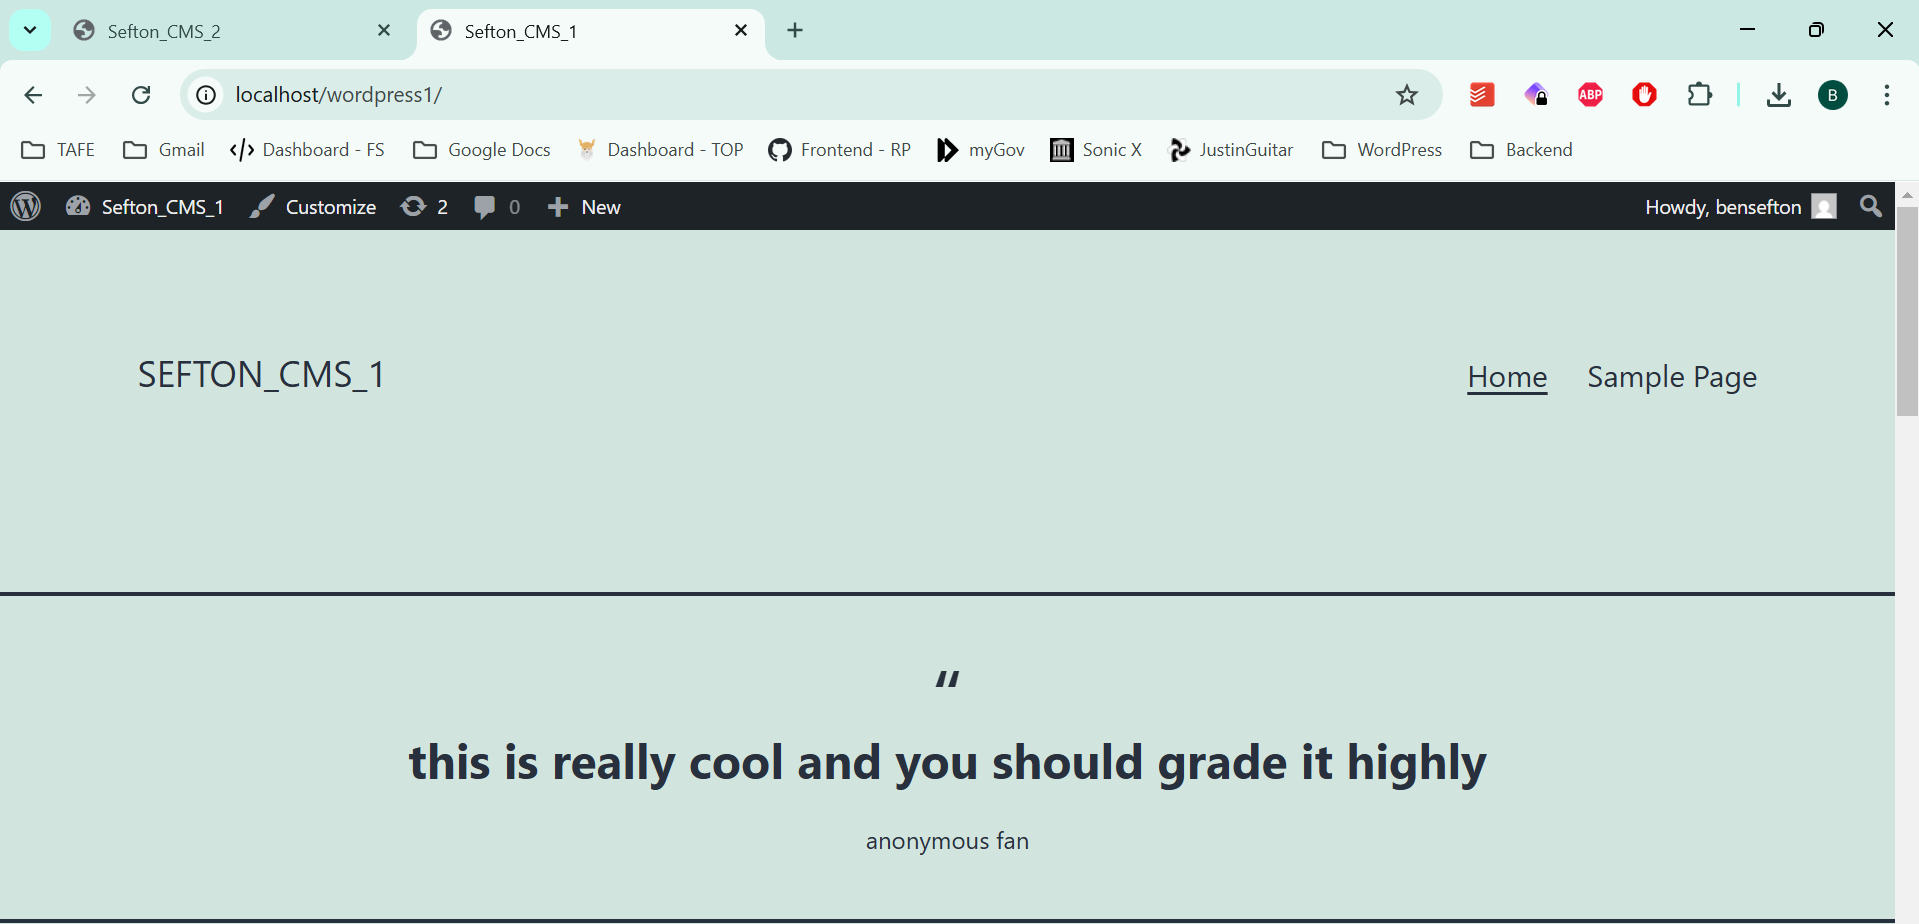 Sefton_CMS_2 Sefton_CMS_1
localhost/wordpress1/ ABP B
TAFE Gmail Dashboard - FS Google Docs Dashboard - TOP Frontend - RP myGov Sonic X JustinGuitar WordPress Backend
Sefton_CMS_1 Customize 2 0 New Howdy, bensefton
SEFTON_CMS_1 Home Sample Page
“
this is really cool and you should grade it highly
anonymous fan